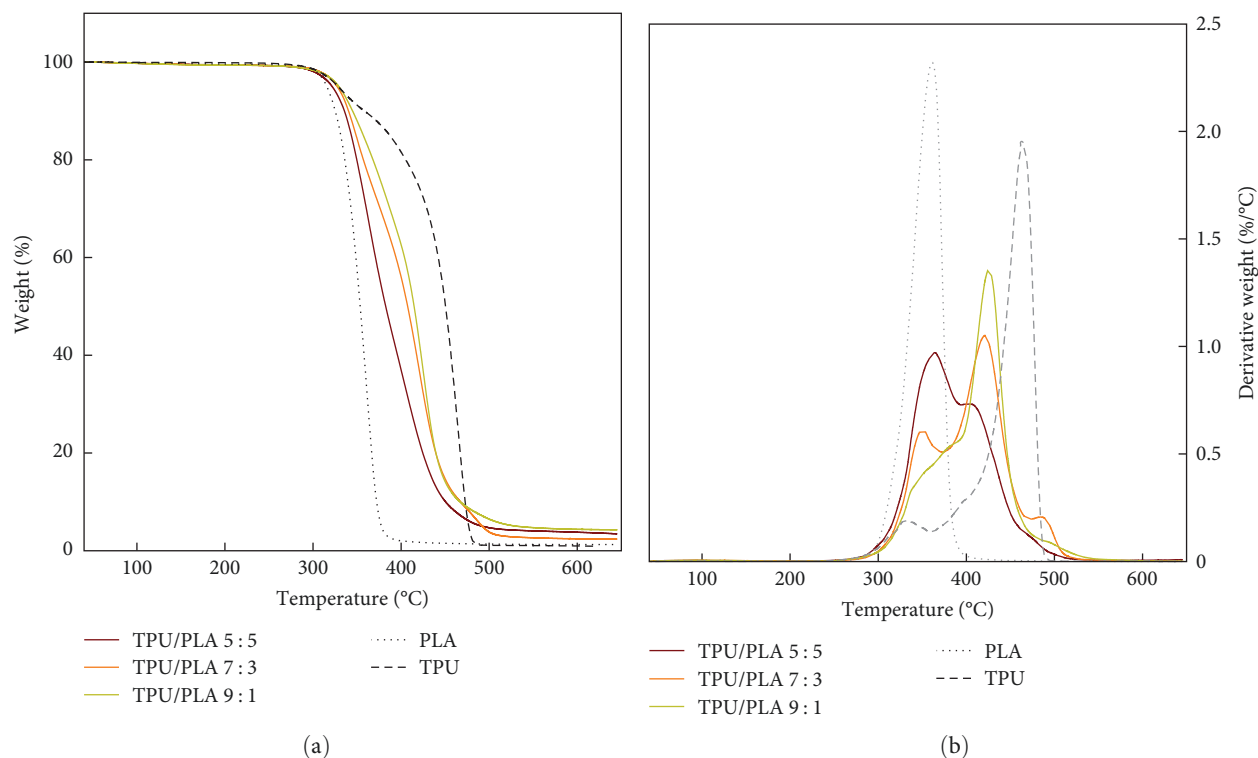 Weight (%)
100
80
60
40
20
0
100 200 300 400 500 600
Temperature (°C)
TPU/PLA 5 : 5
TPU/PLA 7 : 3
TPU/PLA 9 : 1
PLA
TPU
(a)
2.5
2.0
1.5
1.0
0.5
0
Derivative weight (%/°C)
100 200 300 400 500 600
Temperature (°C)
TPU/PLA 5 : 5
TPU/PLA 7 : 3
TPU/PLA 9 : 1
PLA
TPU
(b)